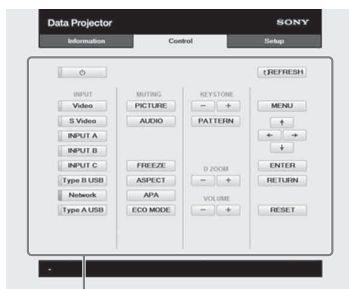 Data Projector
SONY
Information
Control
Setup
REFRESH
INPUT
Video
S Video
INPUT A
INPUT B
INPUT C
Type B USB
Network
Type A USB
MUTING
PICTURE
AUDIO
FREEZE
ASPECT
APA
ECO MODE
KEYSTONE
- +
PATTERN
D ZOOM
- +
VOLUME
- +
MENU
ENTER
RETURN
RESET
-